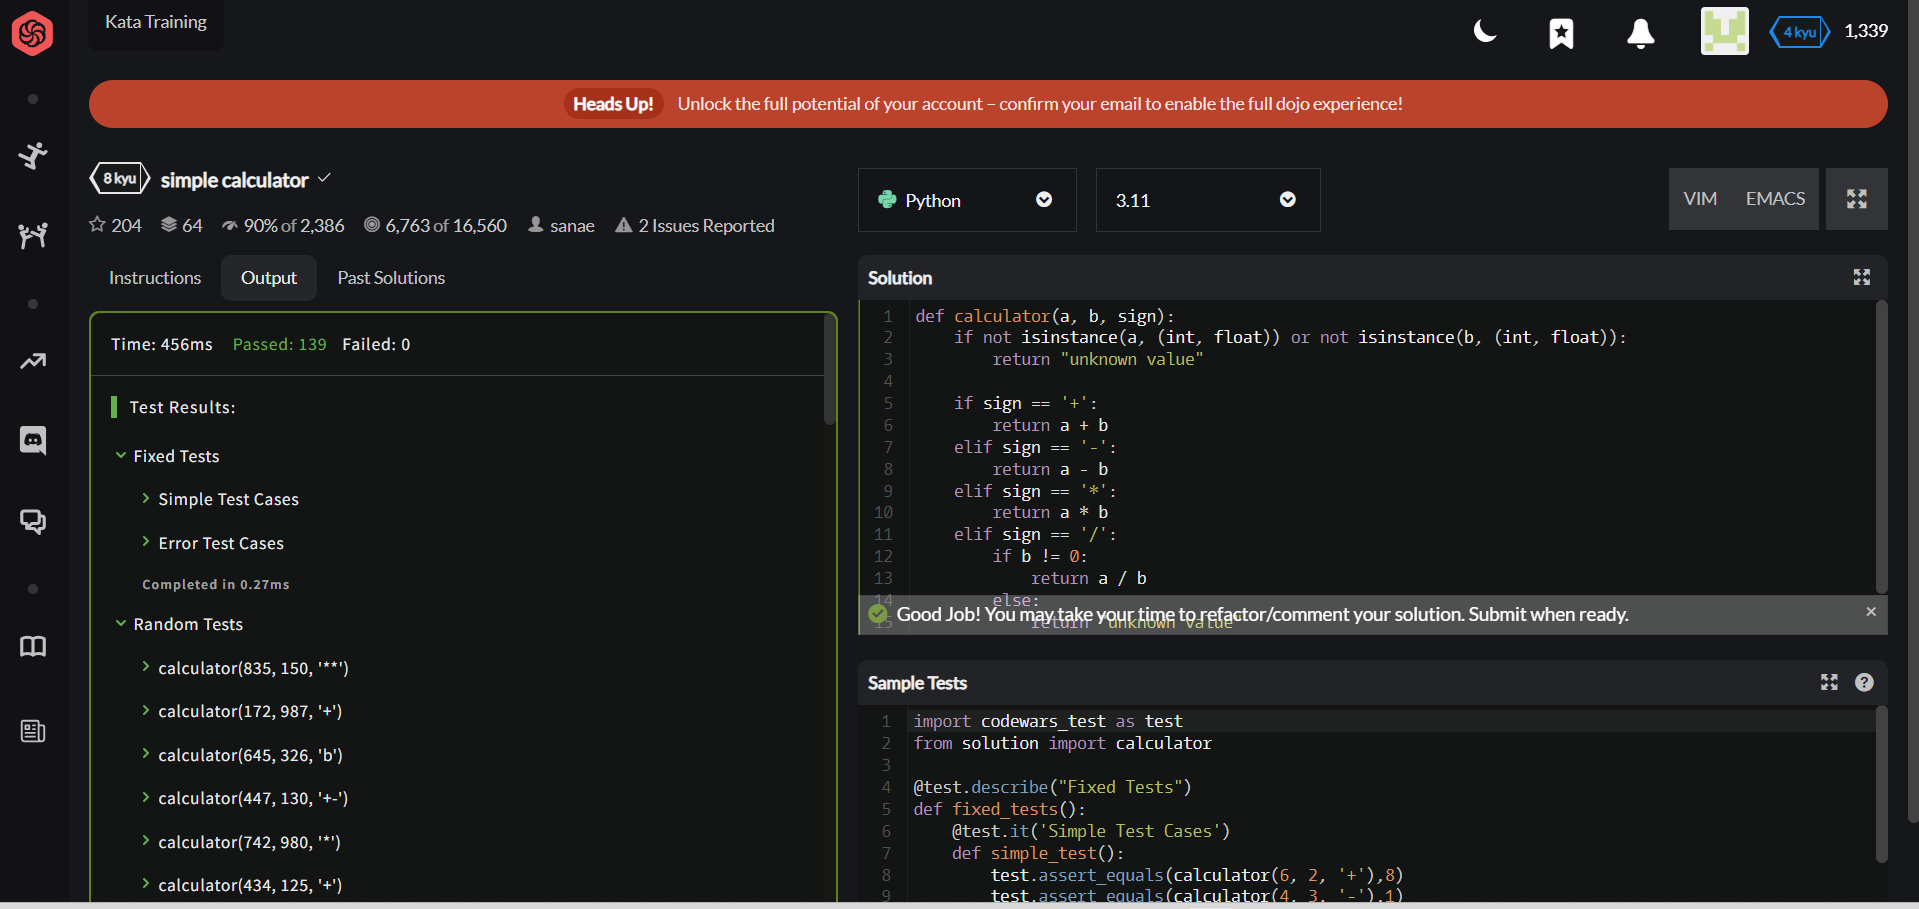 Kata Training
4 kyu 1,339
Heads Up! Unlock the full potential of your account – confirm your email to enable the full dojo experience!
8 kyu simple calculator
204 64 90% of 2,386 6,763 of 16,560 sanae 2 Issues Reported
Instructions Output Past Solutions
Time: 456ms Passed: 139 Failed: 0
Test Results:
Fixed Tests
Simple Test Cases
Error Test Cases
Completed in 0.27ms
Random Tests
calculator(835, 150, '**')
calculator(172, 987, '+')
calculator(645, 326, 'b')
calculator(447, 130, '+-')
calculator(742, 980, '*')
calculator(434, 125, '+')
Python 3.11 VIM EMACS
Solution
1 def calculator(a, b, sign):
2     if not isinstance(a, (int, float)) or not isinstance(b, (int, float)):
3         return "unknown value"
4
5     if sign == '+':
6         return a + b
7     elif sign == '-':
8         return a - b
9     elif sign == '*':
10         return a * b
11     elif sign == '/':
12         if b != 0:
13             return a / b
14         else:
15             return "unknown value"
Good Job! You may take your time to refactor/comment your solution. Submit when ready.
Sample Tests
1 import codewars_test as test
2 from solution import calculator
3
4 @test.describe("Fixed Tests")
5 def fixed_tests():
6     @test.it('Simple Test Cases')
7     def simple_test():
8         test.assert_equals(calculator(6, 2, '+'),8)
9         test.assert_equals(calculator(4, 3, '-'),1)